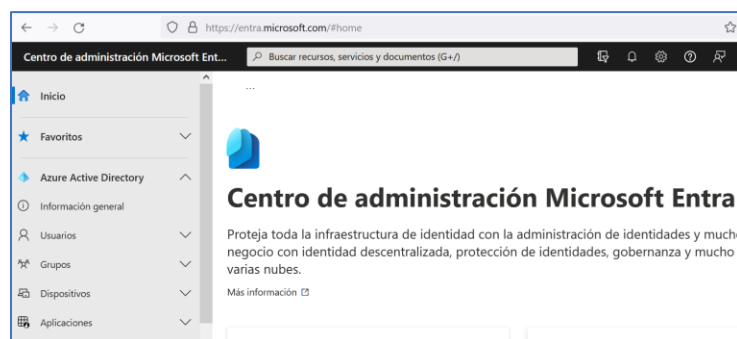 https://entra.microsoft.com/#home
Centro de administración Microsoft Ent...
Buscar recursos, servicios y documentos (G+/)
Inicio
...
Favoritos
Azure Active Directory
Información general
Usuarios
Grupos
Dispositivos
Aplicaciones
Centro de administración Microsoft Entra
Proteja toda la infraestructura de identidad con la administración de identidades y
negocio con identidad descentralizada, protección de identidades, gobernanza y mucho
varias nubes.
Más información